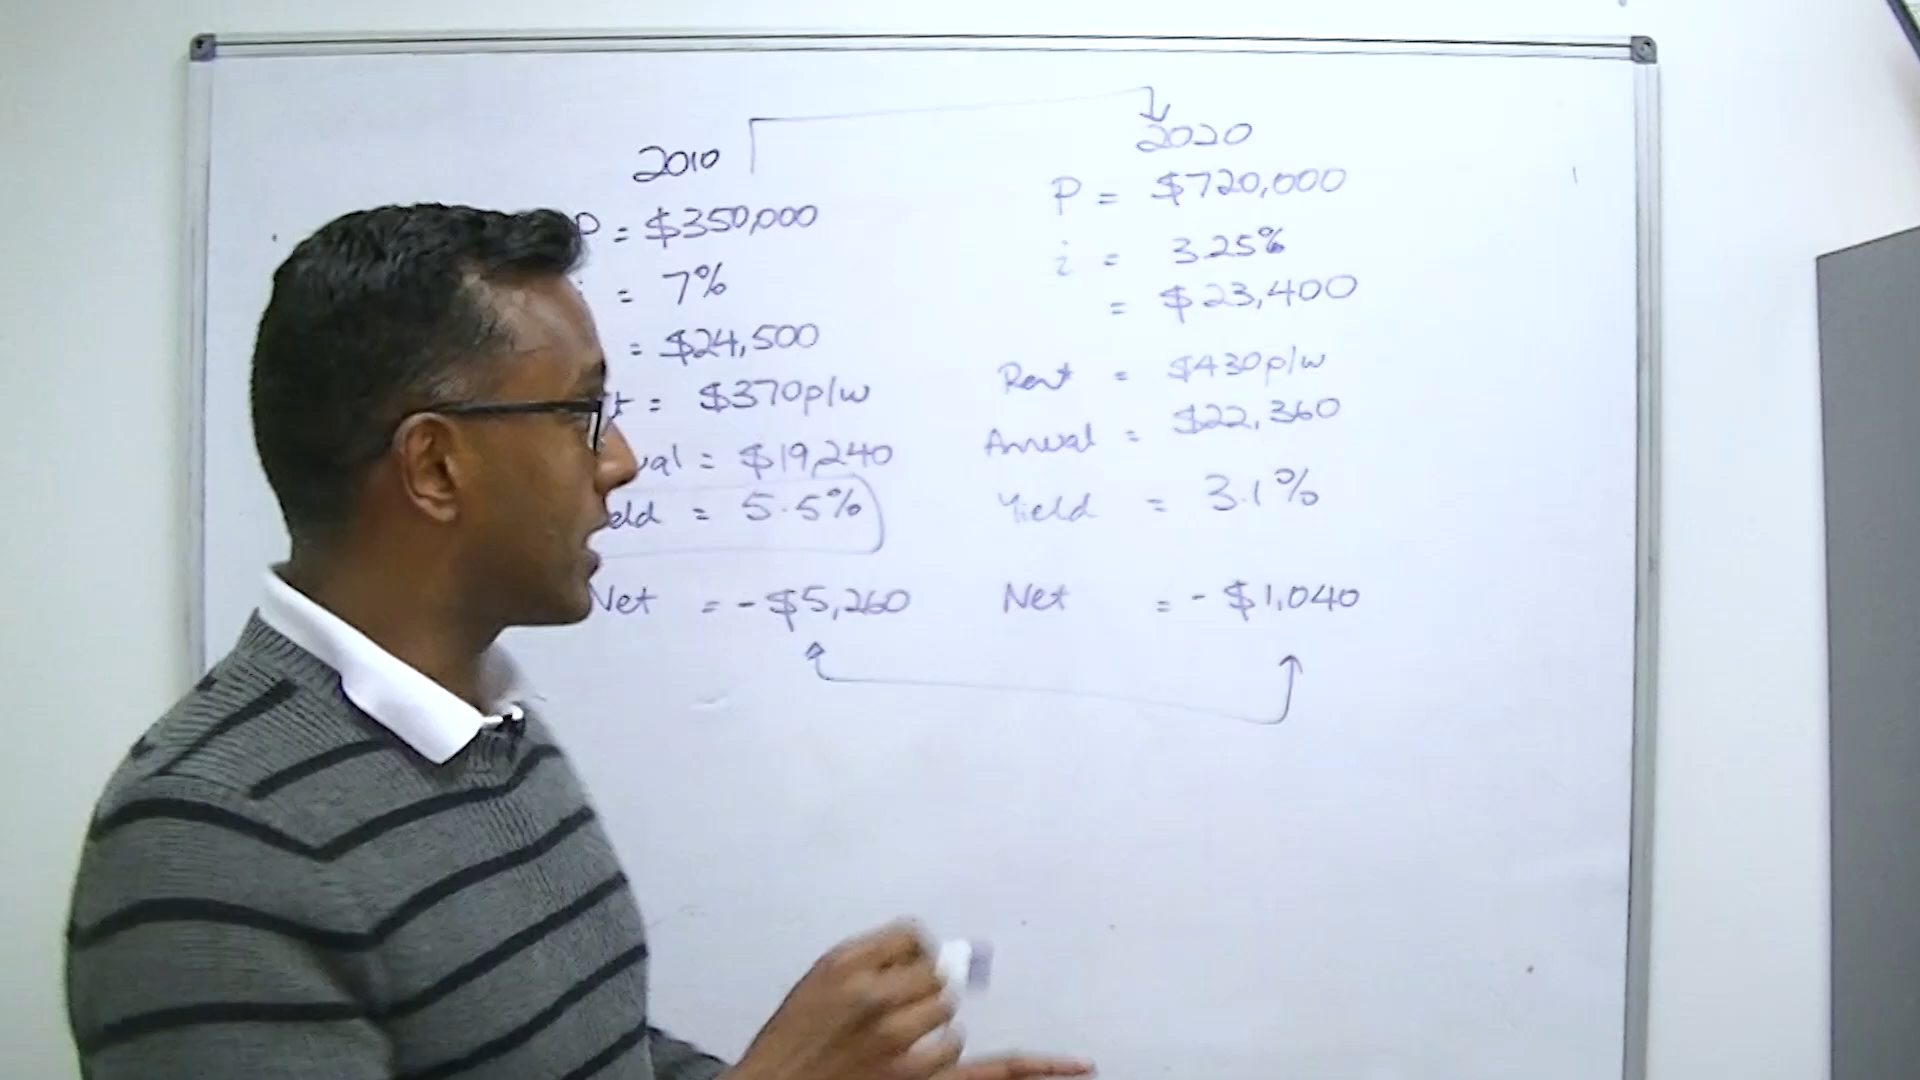 2010
P = $350,000
= 7%
= $24,500
t = $370p/w
ual = $19,240
eld = 5.5%
Net = -$5,260
2020
P = $720,000
i = 3.25%
= $23,400
Rent = $430p/w
Annual = $22,360
Yield = 3.1%
Net = -$1,040